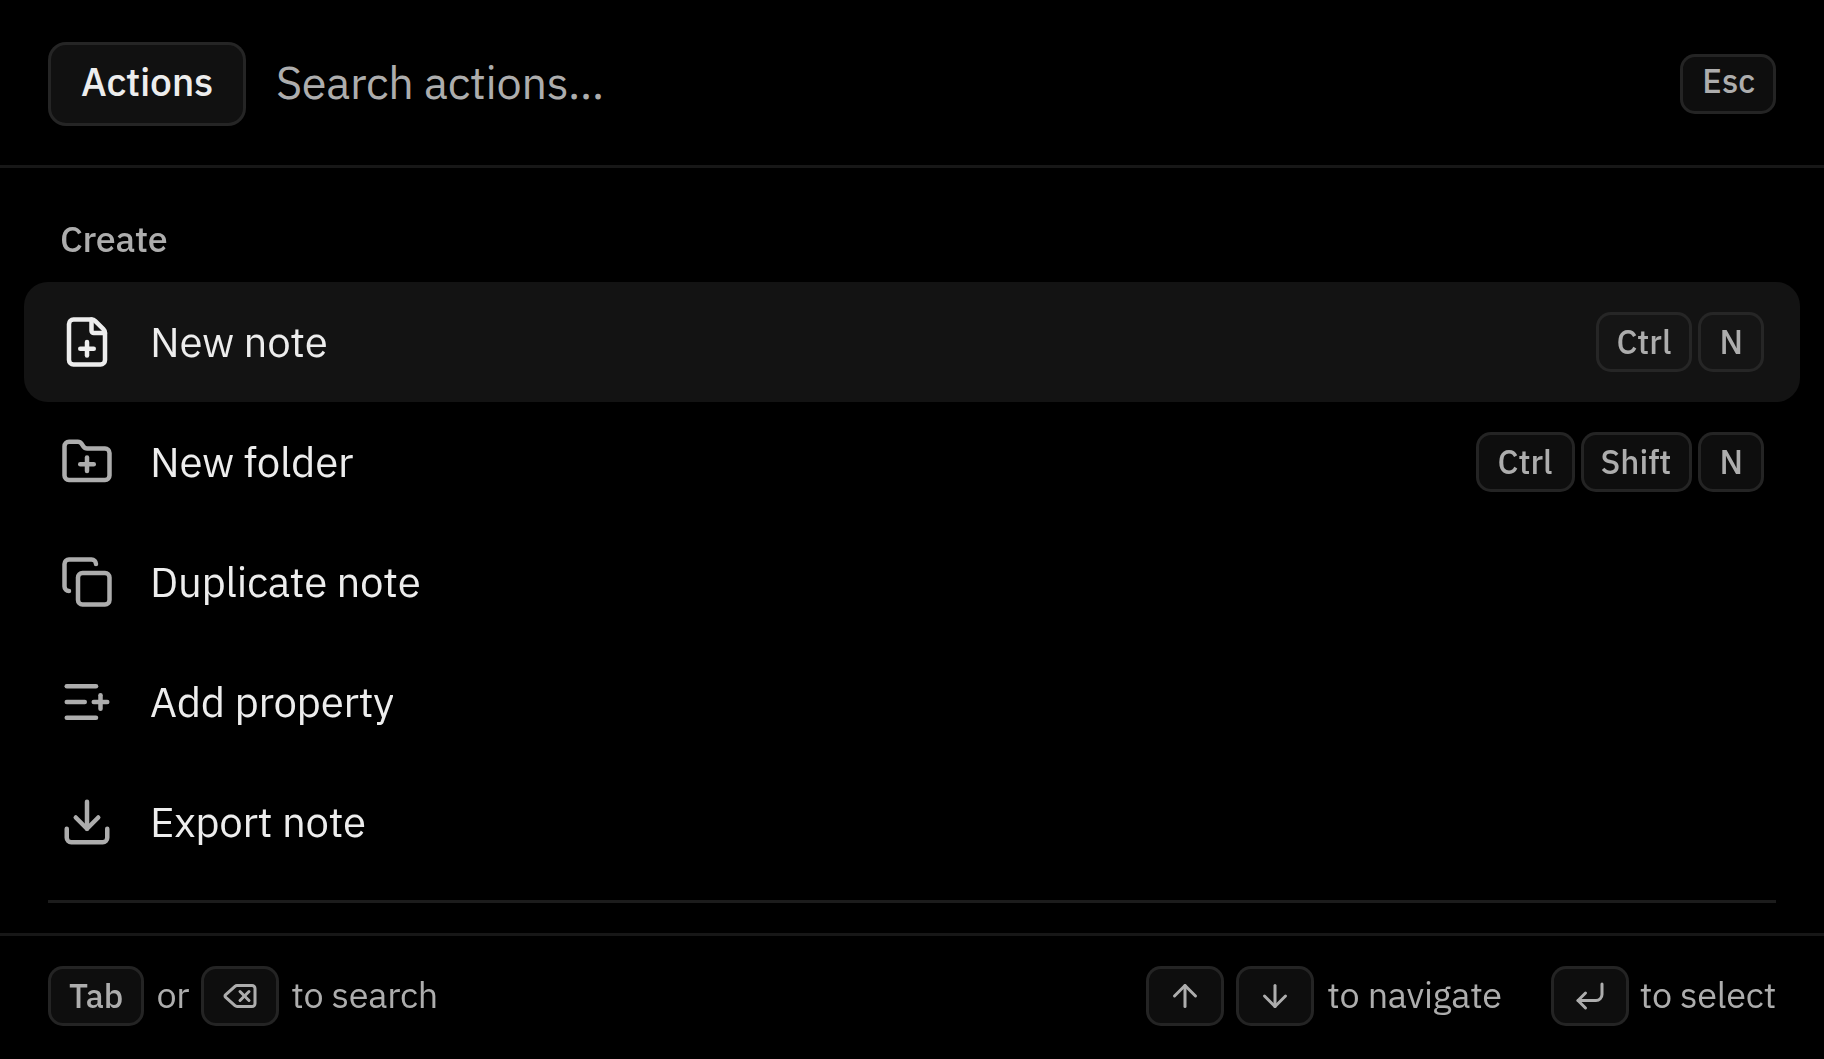 Actions Search actions... Esc
Create
New note Ctrl N
New folder Ctrl Shift N
Duplicate note
Add property
Export note
Tab or to search to navigate to select